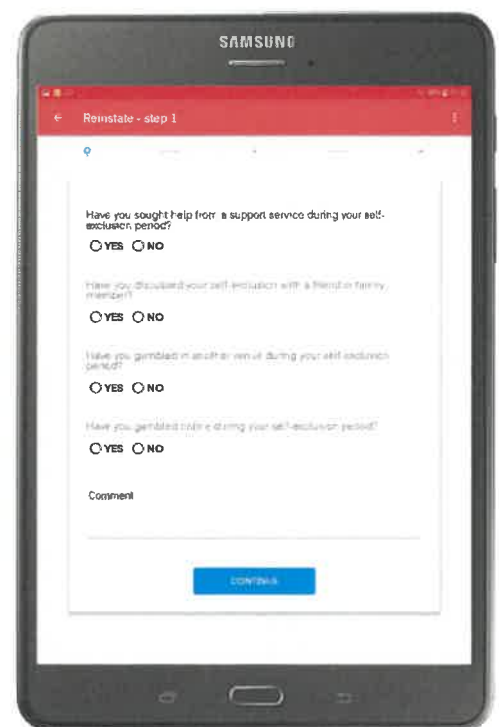 SAMSUNG
Reinstate - step 1
Have you sought help from a support service during your self-
exclusion period?
YES NO
Have you discussed your self-exclusion with a friend or family
member?
YES NO
Have you gambled in another venue during your self-exclusion
period?
YES NO
Have you gambled online during your self-exclusion period?
YES NO
Comment
CONTINUE